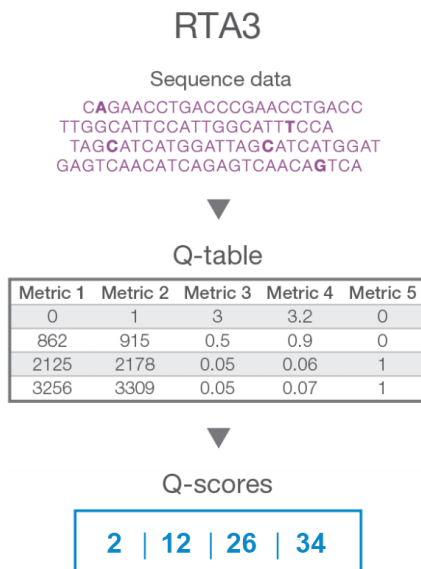 RTA3
Sequence data
CAGAACCTGACCCGAACCTGACC
TTGGCATTCCATTGGCATTTCCA
TAGCATCATGGATTAGCATCATGGAT
GAGTCAACATCAGAGTCAACAGTCA
Q-table
Metric 1 Metric 2 Metric 3 Metric 4 Metric 5
0 1 3 3.2 0
862 915 0.5 0.9 0
2125 2178 0.05 0.06 1
3256 3309 0.05 0.07 1
Q-scores
2 | 12 | 26 | 34